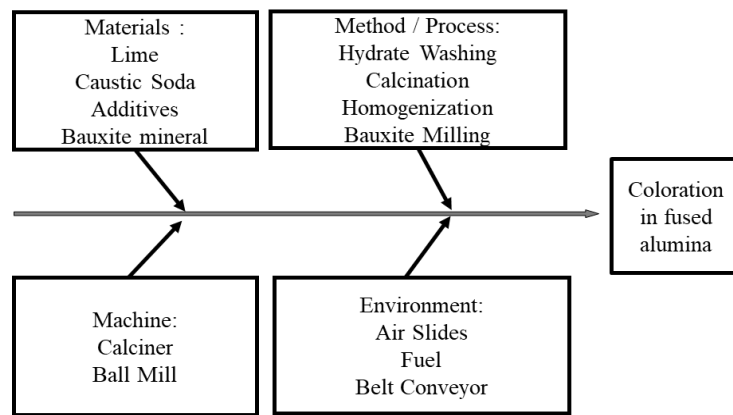 Materials :
Lime
Caustic Soda
Additives
Bauxite mineral
Method / Process:
Hydrate Washing
Calcination
Homogenization
Bauxite Milling
Coloration
in fused
alumina
Machine:
Calciner
Ball Mill
Environment:
Air Slides
Fuel
Belt Conveyor